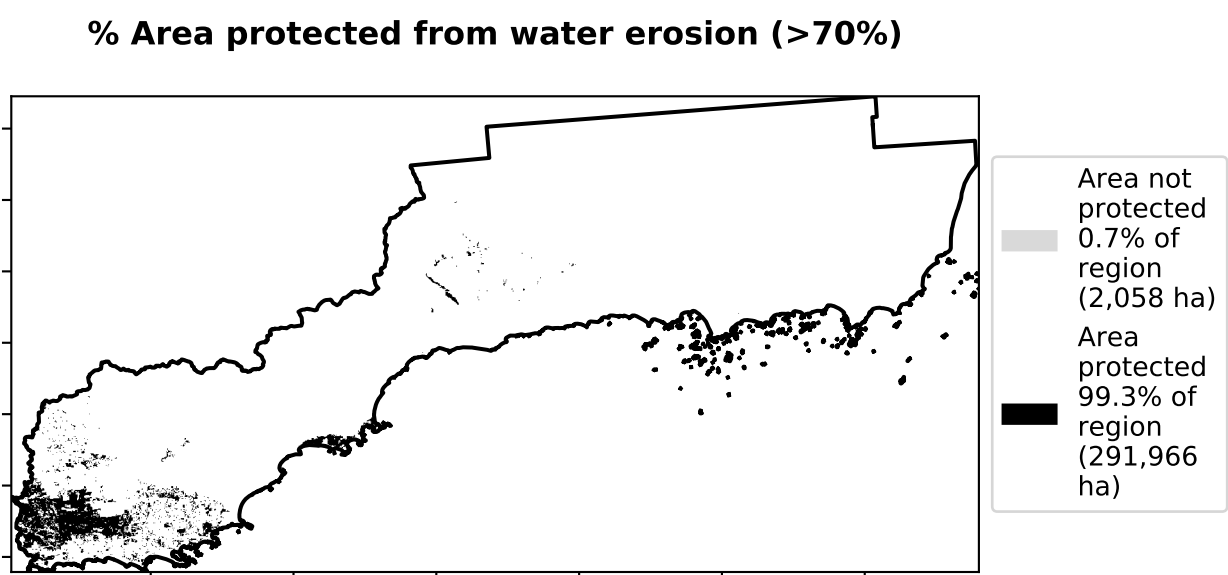 % Area protected from water erosion (>70%)
Area not
protected
0.7% of
region
(2,058 ha)
Area
protected
99.3% of
region
(291,966
ha)